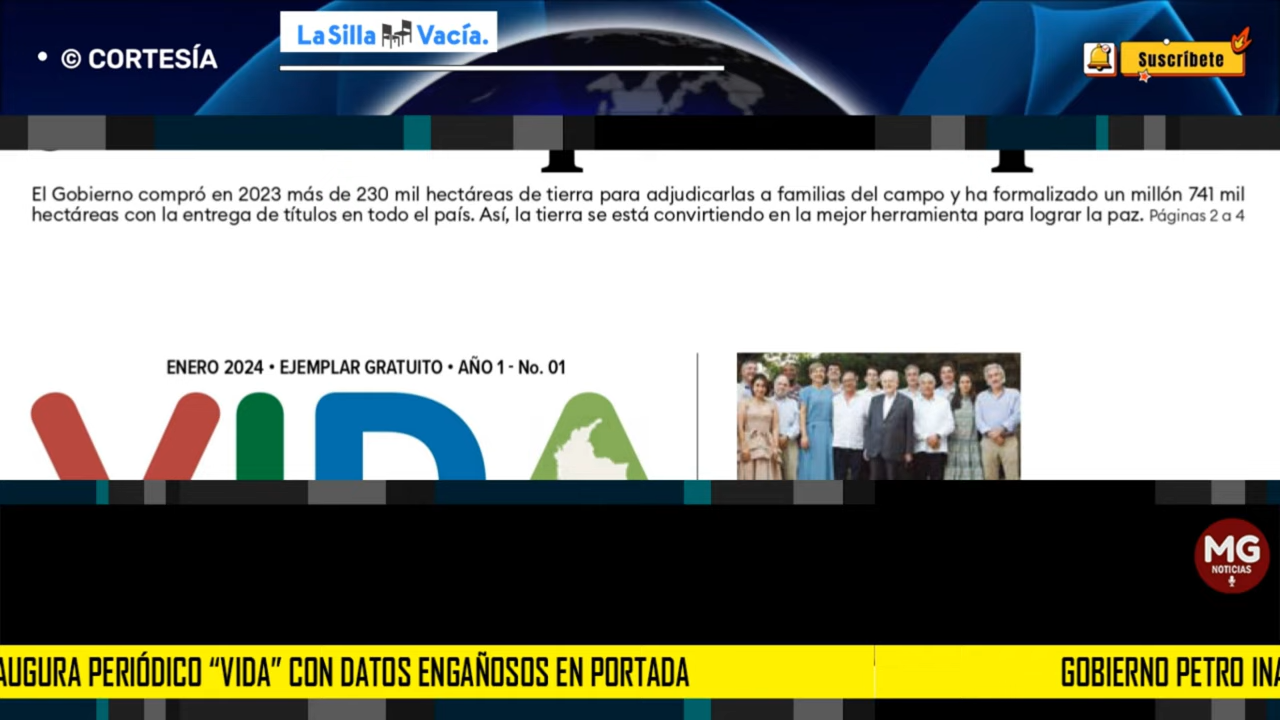 • © CORTESÍA
La Silla Vacía.
Suscríbete
El Gobierno compró en 2023 más de 230 mil hectáreas de tierra para adjudicarlas a familias del campo y ha formalizado un millón 741 mil
hectáreas con la entrega de títulos en todo el país. Así, la tierra se está convirtiendo en la mejor herramienta para lograr la paz. Páginas 2 a 4
ENERO 2024 • EJEMPLAR GRATUITO • AÑO 1 - No. 01
VIDA
MG
NOTICIAS
AUGURA PERIÓDICO “VIDA” CON DATOS ENGAÑOSOS EN PORTADA
GOBIERNO PETRO INA